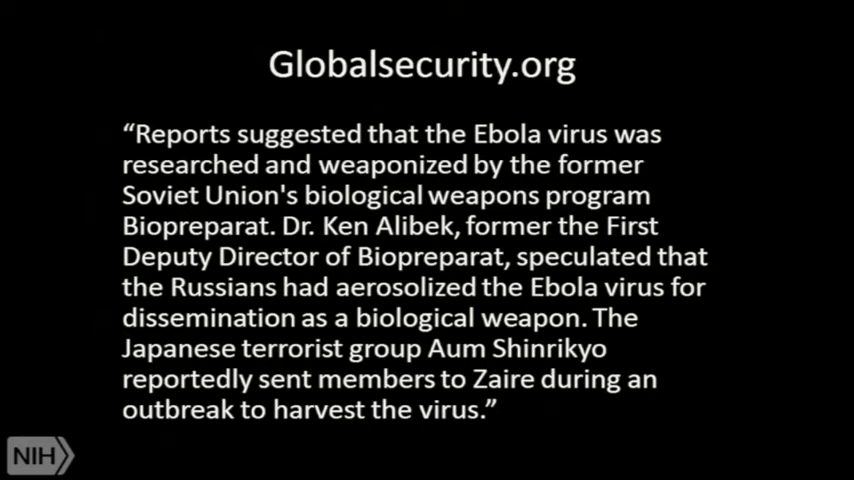 Globalsecurity.org
“Reports suggested that the Ebola virus was
researched and weaponized by the former
Soviet Union's biological weapons program
Biopreparat. Dr. Ken Alibek, former the First
Deputy Director of Biopreparat, speculated that
the Russians had aerosolized the Ebola virus for
dissemination as a biological weapon. The
Japanese terrorist group Aum Shinrikyo
reportedly sent members to Zaire during an
outbreak to harvest the virus.”
NIH